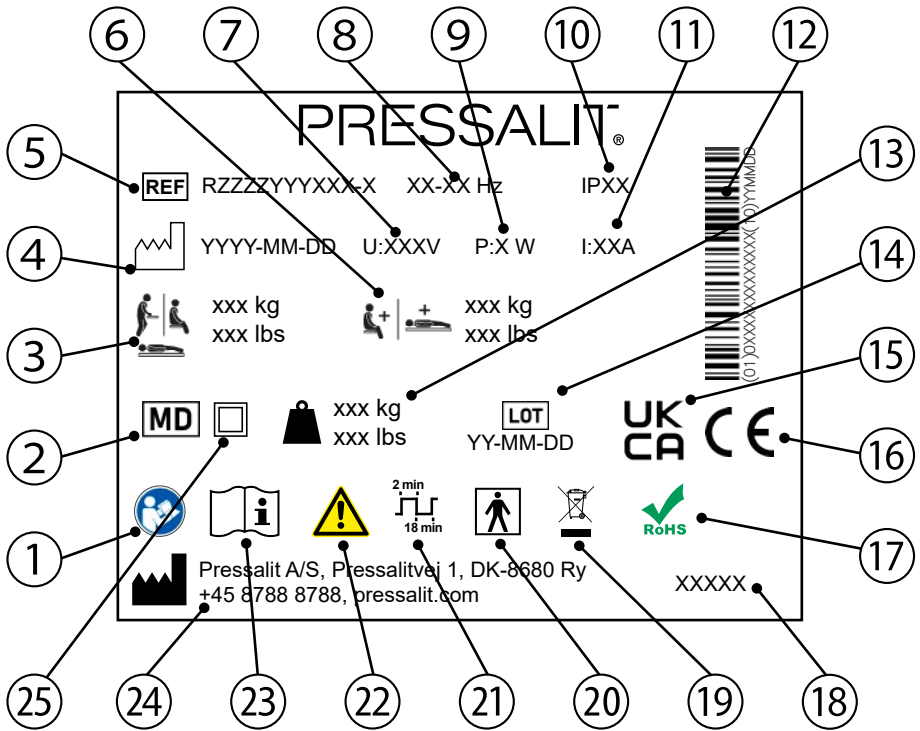 6 7 8 9 10 11 12
PRESSALIT®
5 REF RZZZZYYYXXX-X XX-XX Hz IPXX 13
4 YYYY-MM-DD U:XXXV P:X W I:XXA 14
3 xxx kg xxx kg
xxx lbs xxx lbs
(01)0XXXXXXXXXXXXX(10)YYMMDD
15
2 MD xxx kg LOT UK CE 16
xxx lbs YY-MM-DD CA
1 i 2 min RoHS 17
18 min
Pressalit A/S, Pressalitvej 1, DK-8680 Ry
+45 8788 8788, pressalit.com XXXXX
25 24 23 22 21 20 19 18